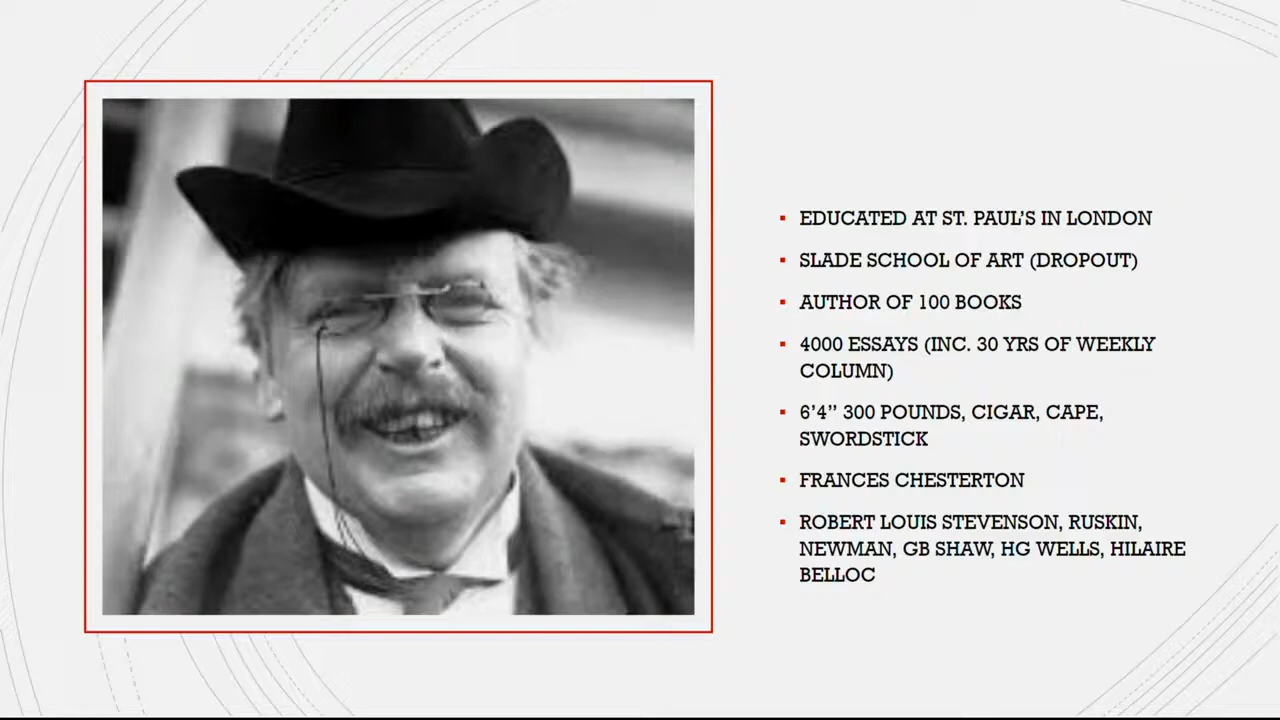 EDUCATED AT ST. PAUL’S IN LONDON
SLADE SCHOOL OF ART (DROPOUT)
AUTHOR OF 100 BOOKS
4000 ESSAYS (INC. 30 YRS OF WEEKLY
COLUMN)
6’4” 300 POUNDS, CIGAR, CAPE,
SWORDSTICK
FRANCES CHESTERTON
ROBERT LOUIS STEVENSON, RUSKIN,
NEWMAN, GB SHAW, HG WELLS, HILAIRE
BELLOC